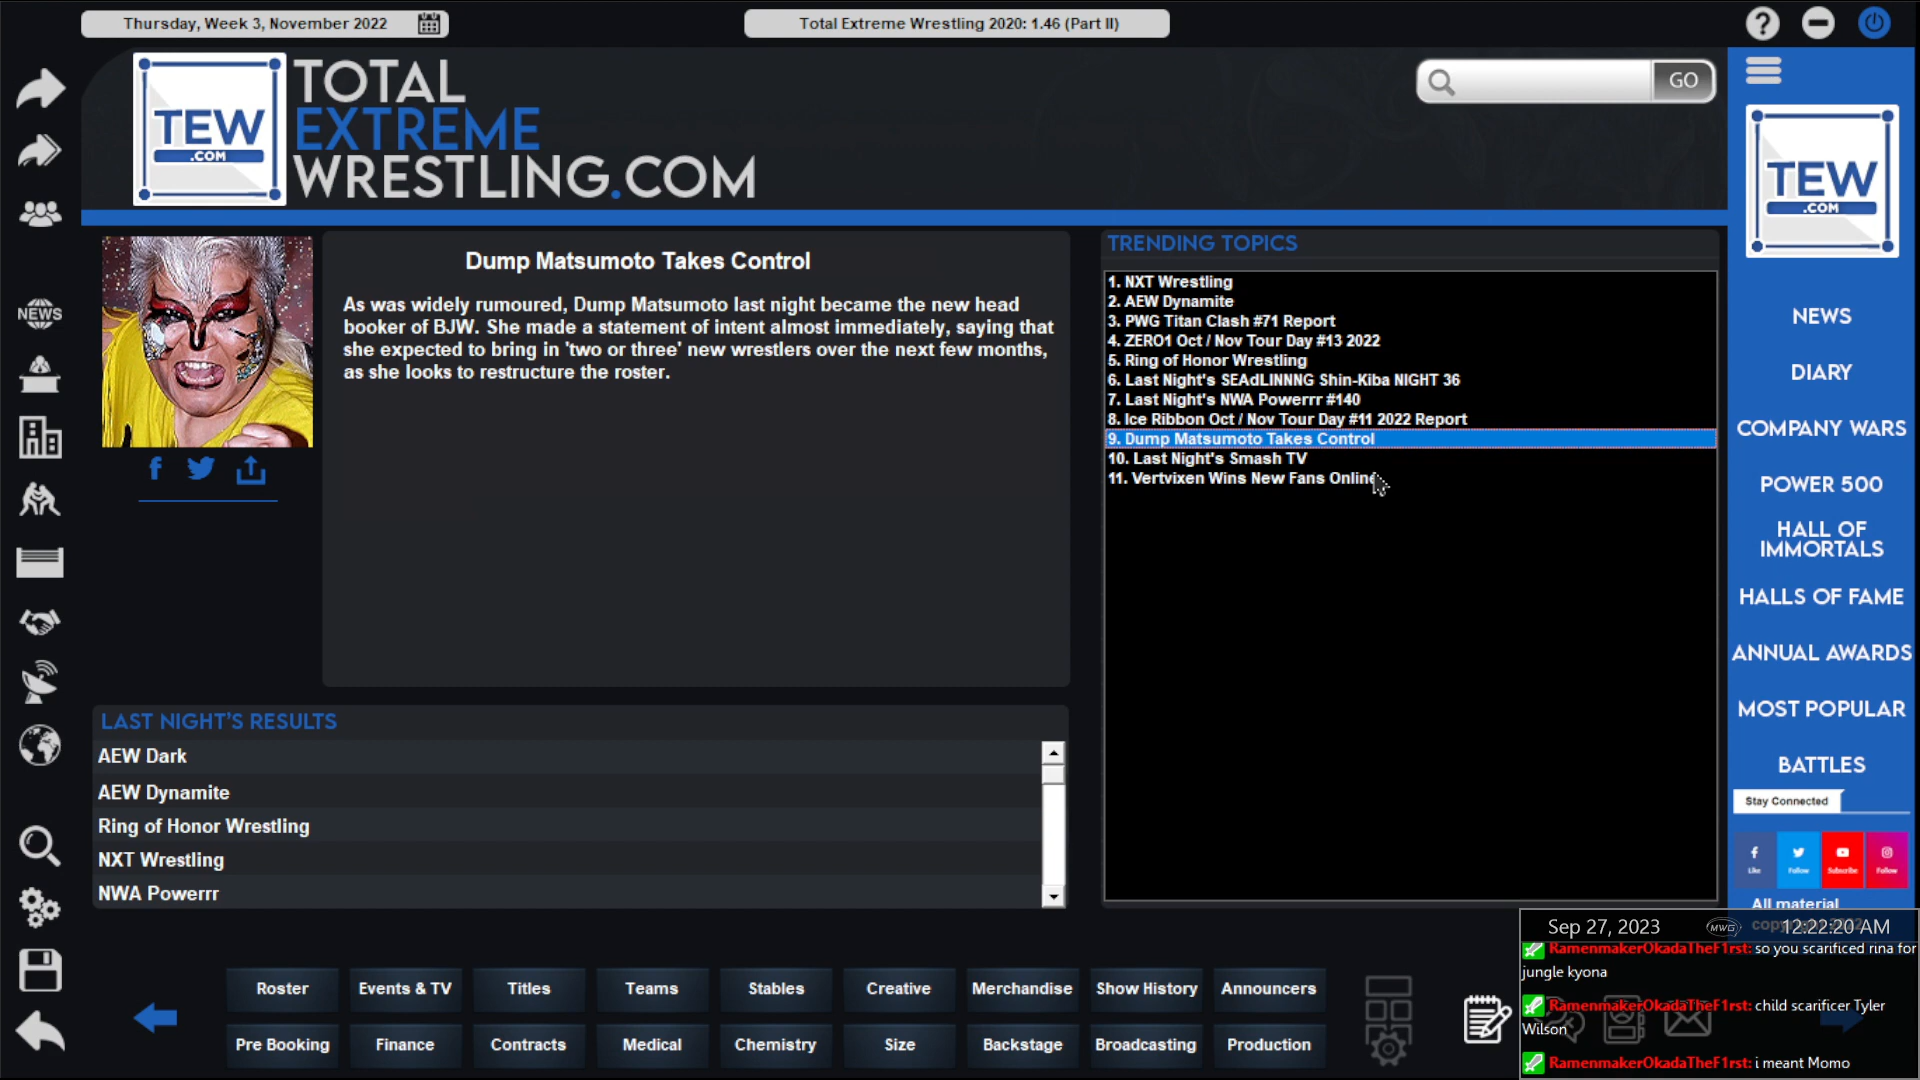 Thursday, Week 3, November 2022
Total Extreme Wrestling 2020: 1.46 (Part II)
?
TEW
.COM
TOTAL
EXTREME
WRESTLING.COM
GO
TEW
.COM
NEWS
Dump Matsumoto Takes Control
As was widely rumoured, Dump Matsumoto last night became the new head
booker of BJW. She made a statement of intent almost immediately, saying that
she expected to bring in 'two or three' new wrestlers over the next few months,
as she looks to restructure the roster.
TRENDING TOPICS
1. NXT Wrestling
2. AEW Dynamite
3. PWG Titan Clash #71 Report
4. ZERO1 Oct / Nov Tour Day #13 2022
5. Ring of Honor Wrestling
6. Last Night's SEAdLINNNG Shin-Kiba NIGHT 36
7. Last Night's NWA Powerrr #140
8. Ice Ribbon Oct / Nov Tour Day #11 2022 Report
9. Dump Matsumoto Takes Control
10. Last Night's Smash TV
11. Vertvixen Wins New Fans Online
NEWS
DIARY
COMPANY WARS
POWER 500
HALL OF
IMMORTALS
HALLS OF FAME
ANNUAL AWARDS
MOST POPULAR
BATTLES
Stay Connected
Like
Follow
Subscribe
Follow
All material
LAST NIGHT'S RESULTS
AEW Dark
AEW Dynamite
Ring of Honor Wrestling
NXT Wrestling
NWA Powerrr
Roster
Events & TV
Titles
Teams
Stables
Creative
Merchandise
Show History
Announcers
Pre Booking
Finance
Contracts
Medical
Chemistry
Size
Backstage
Broadcasting
Production
Sep 27, 2023
MWG
12:22:20 AM
RamenmakerOkadaTheF1rst: so you scarificed rina for
jungle kyona
RamenmakerOkadaTheF1rst: child scarificer Tyler
Wilson
RamenmakerOkadaTheF1rst: i meant Momo